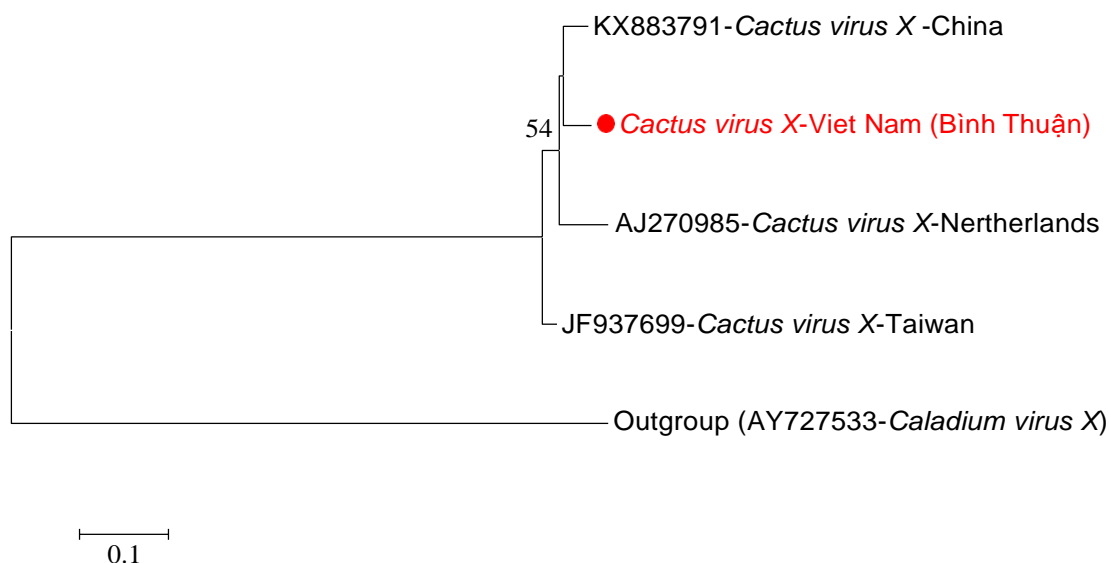 KX883791-Cactus virus X -China
Cactus virus X-Viet Nam (Bình Thuận)
54
AJ270985-Cactus virus X-Nertherlands
JF937699-Cactus virus X-Taiwan
Outgroup (AY727533-Caladium virus X)
0.1